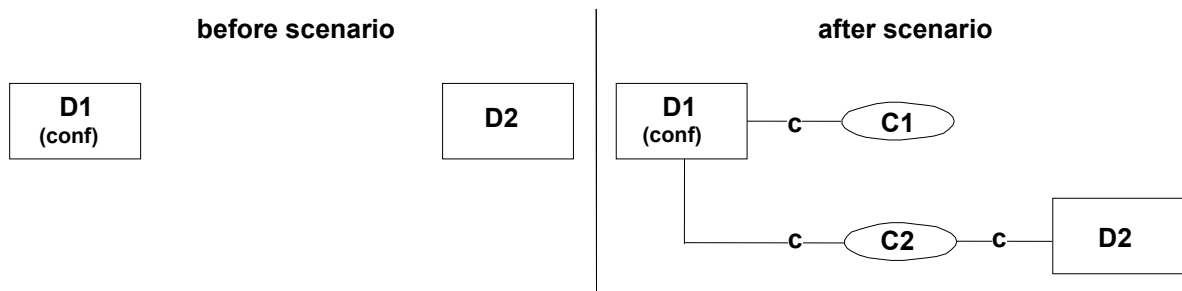 before scenario
after scenario
D1
(conf)
D2
D1
(conf)
c
C1
c
C2
c
D2